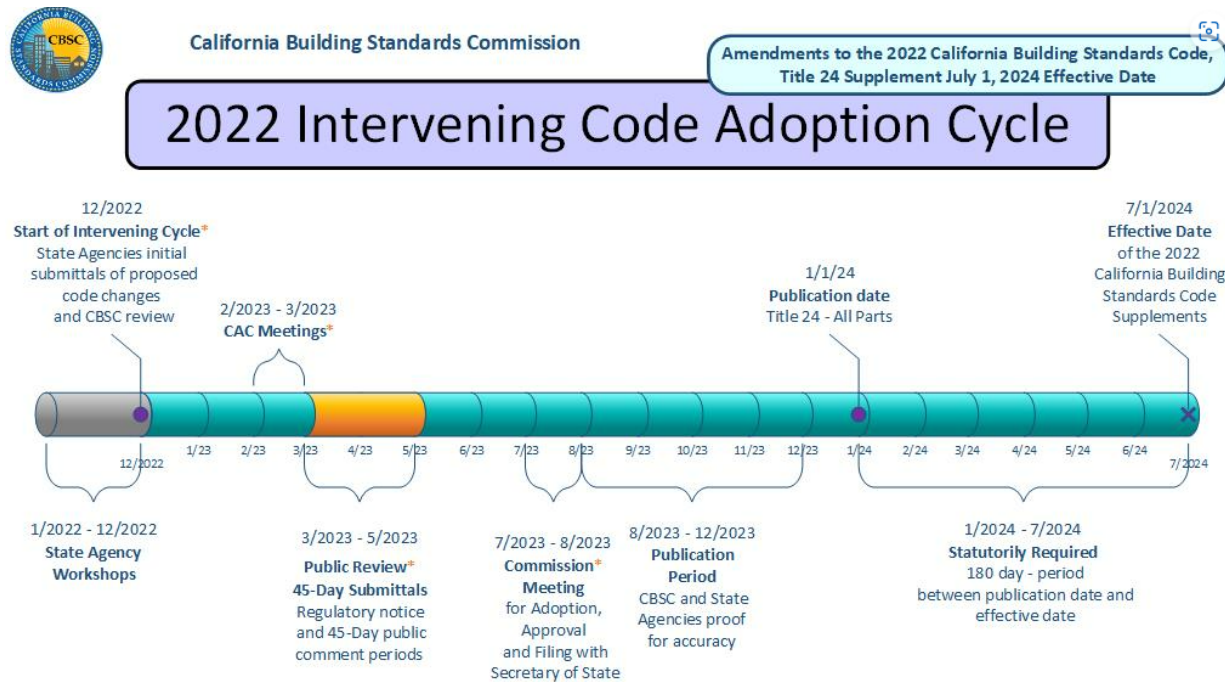 CALIFORNIA BUILDING STANDARDS COMMISSION
CBSC
California Building Standards Commission
Amendments to the 2022 California Building Standards Code,
Title 24 Supplement July 1, 2024 Effective Date
2022 Intervening Code Adoption Cycle
12/2022
Start of Intervening Cycle*
State Agencies initial
submittals of proposed
code changes
and CBSC review
2/2023 - 3/2023
CAC Meetings*
1/1/24
Publication date
Title 24 - All Parts
7/1/2024
Effective Date
of the 2022
California Building
Standards Code
Supplements
12/2022
1/23
2/23
3/23
4/23
5/23
6/23
7/23
8/23
9/23
10/23
11/23
12/23
1/24
2/24
3/24
4/24
5/24
6/24
7/2024
1/2022 - 12/2022
State Agency
Workshops
3/2023 - 5/2023
Public Review*
45-Day Submittals
Regulatory notice
and 45-Day public
comment periods
7/2023 - 8/2023
Commission*
Meeting
for Adoption,
Approval
and Filing with
Secretary of State
8/2023 - 12/2023
Publication
Period
CBSC and State
Agencies proof
for accuracy
1/2024 - 7/2024
Statutorily Required
180 day - period
between publication date and
effective date